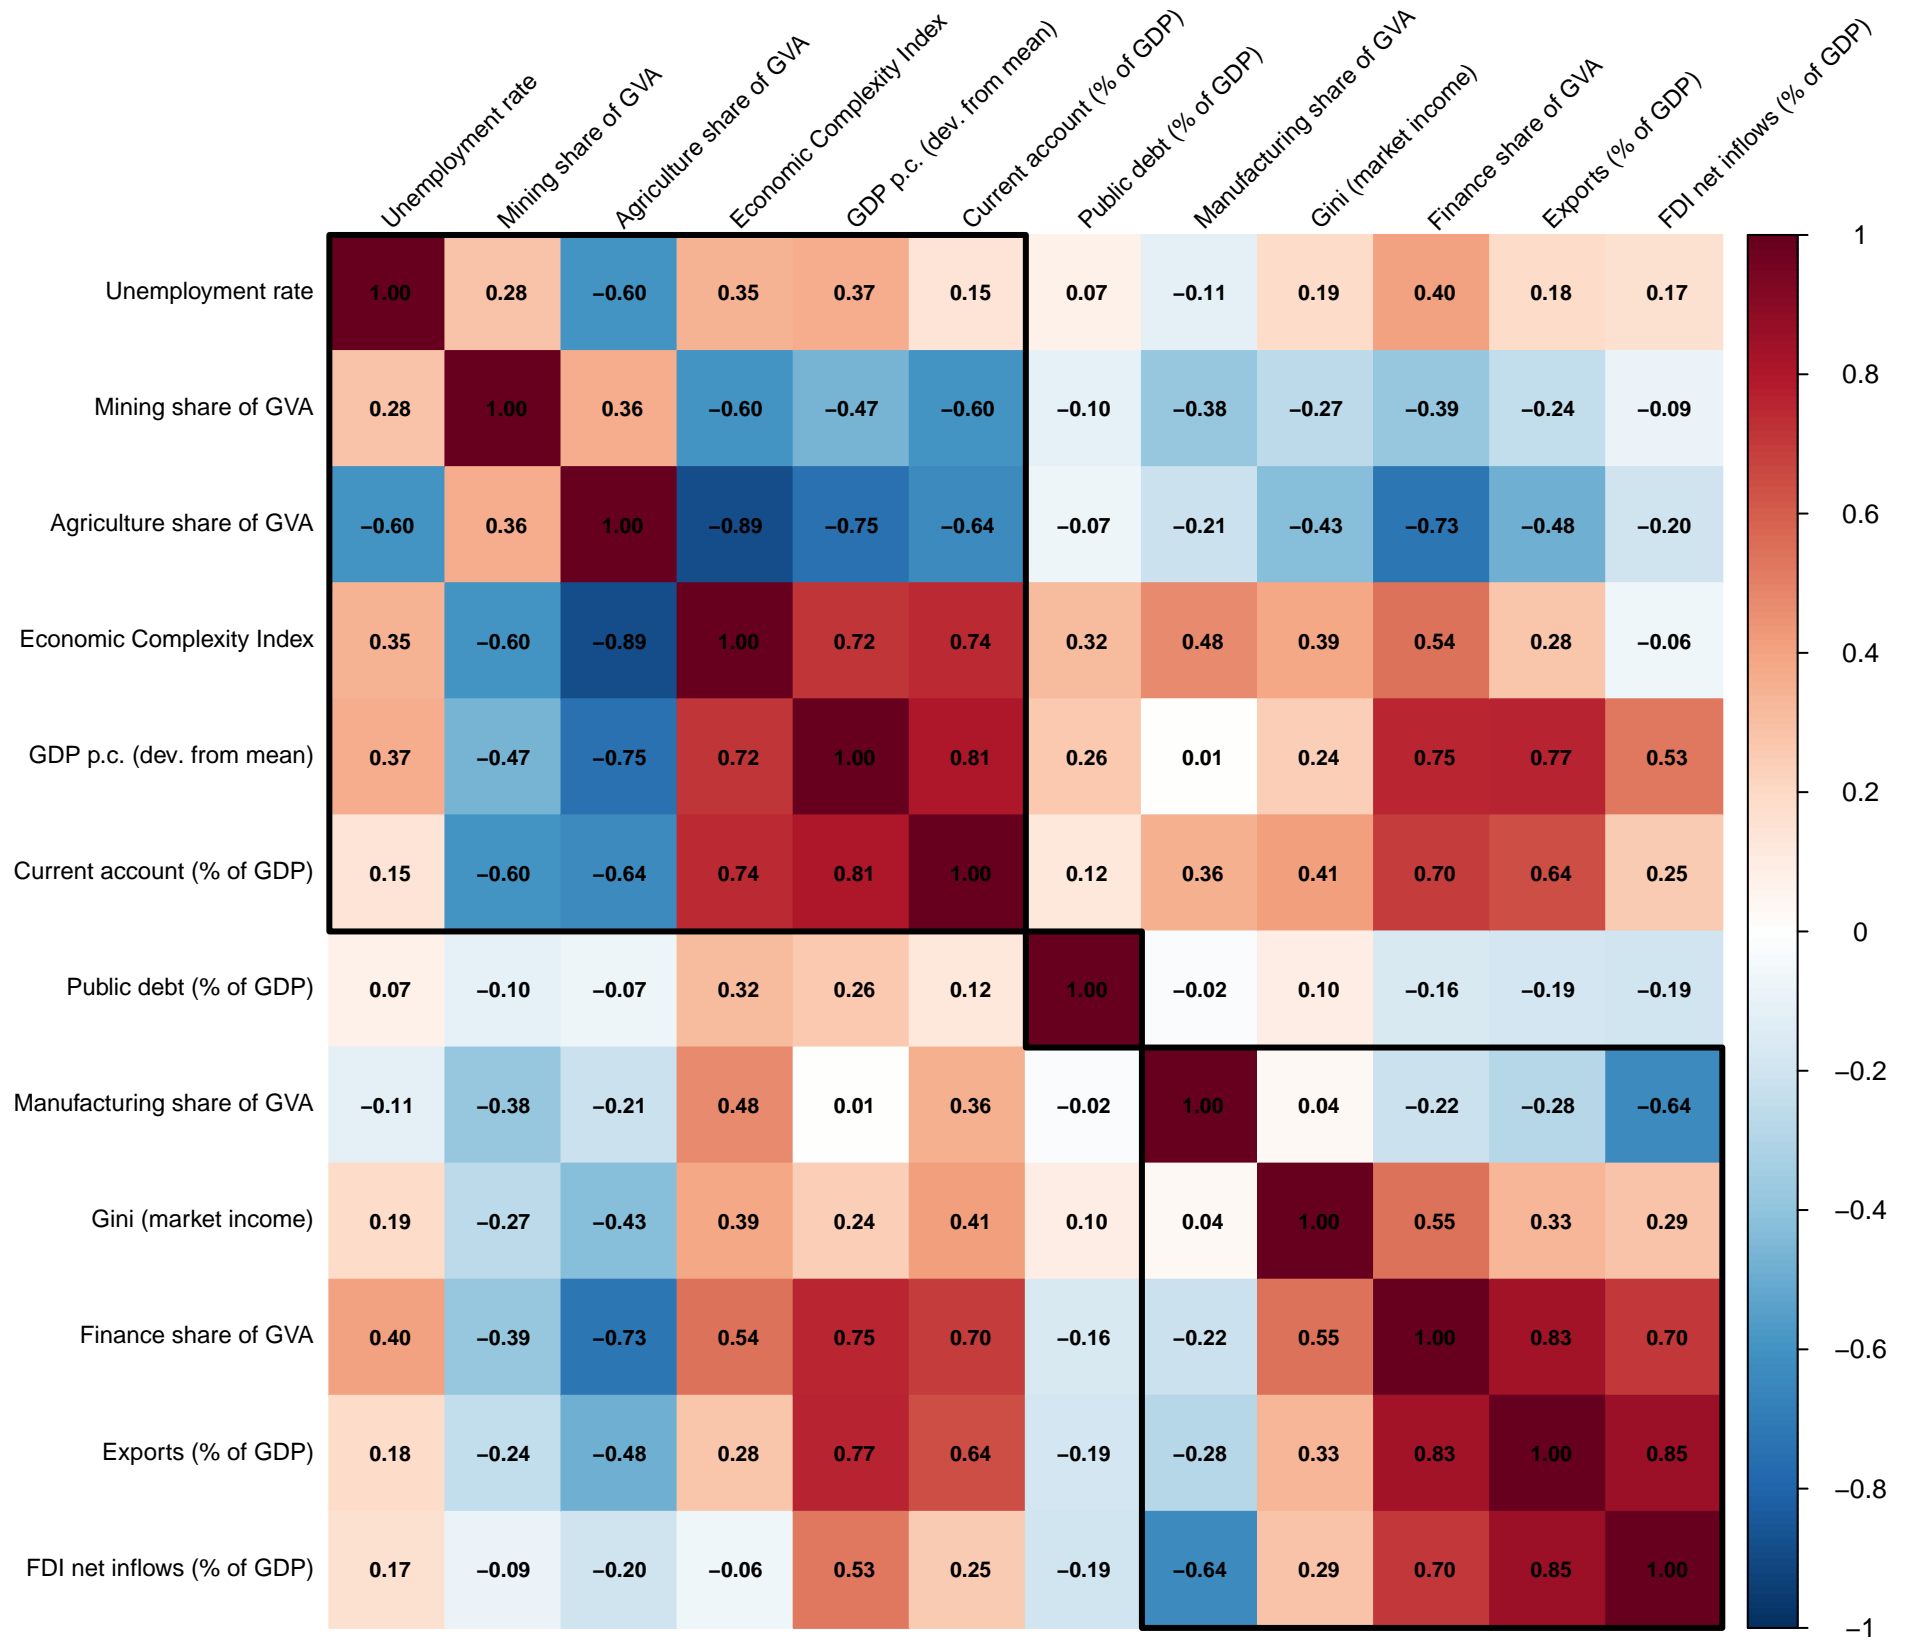 Unemployment rate
Mining share of GVA
Agriculture share of GVA
Economic Complexity Index
GDP p.c. (dev. from mean)
Current account (% of GDP)
Public debt (% of GDP)
Manufacturing share of GVA
Gini (market income)
Finance share of GVA
Exports (% of GDP)
FDI net inflows (% of GDP)
Unemployment rate 1.00 0.28 −0.60 0.35 0.37 0.15 0.07 −0.11 0.19 0.40 0.18 0.17
Mining share of GVA 0.28 1.00 0.36 −0.60 −0.47 −0.60 −0.10 −0.38 −0.27 −0.39 −0.24 −0.09
Agriculture share of GVA −0.60 0.36 1.00 −0.89 −0.75 −0.64 −0.07 −0.21 −0.43 −0.73 −0.48 −0.20
Economic Complexity Index 0.35 −0.60 −0.89 1.00 0.72 0.74 0.32 0.48 0.39 0.54 0.28 −0.06
GDP p.c. (dev. from mean) 0.37 −0.47 −0.75 0.72 1.00 0.81 0.26 0.01 0.24 0.75 0.77 0.53
Current account (% of GDP) 0.15 −0.60 −0.64 0.74 0.81 1.00 0.12 0.36 0.41 0.70 0.64 0.25
Public debt (% of GDP) 0.07 −0.10 −0.07 0.32 0.26 0.12 1.00 −0.02 0.10 −0.16 −0.19 −0.19
Manufacturing share of GVA −0.11 −0.38 −0.21 0.48 0.01 0.36 −0.02 1.00 0.04 −0.22 −0.28 −0.64
Gini (market income) 0.19 −0.27 −0.43 0.39 0.24 0.41 0.10 0.04 1.00 0.55 0.33 0.29
Finance share of GVA 0.40 −0.39 −0.73 0.54 0.75 0.70 −0.16 −0.22 0.55 1.00 0.83 0.70
Exports (% of GDP) 0.18 −0.24 −0.48 0.28 0.77 0.64 −0.19 −0.28 0.33 0.83 1.00 0.85
FDI net inflows (% of GDP) 0.17 −0.09 −0.20 −0.06 0.53 0.25 −0.19 −0.64 0.29 0.70 0.85 1.00
1
0.8
0.6
0.4
0.2
0
−0.2
−0.4
−0.6
−0.8
−1